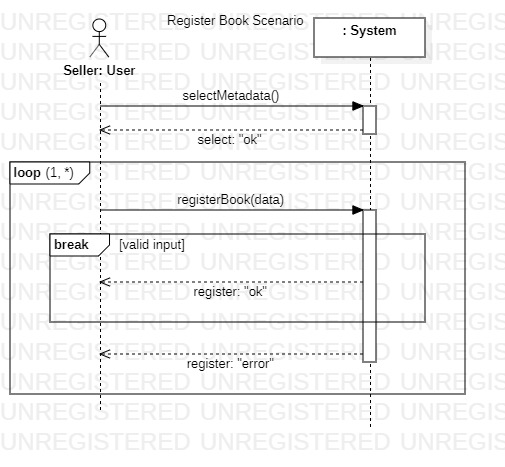 Register Book Scenario
: System
Seller: User
selectMetadata()
select: "ok"
loop (1, *)
registerBook(data)
break [valid input]
register: "ok"
register: "error"
UNREGISTERED UNREGISTERED UNREGISTERED